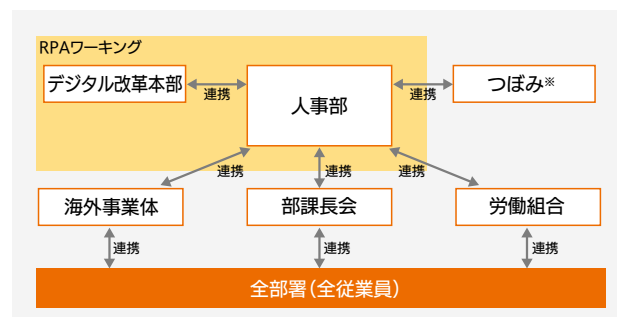 RPAワーキング
デジタル改革本部
連携
人事部
連携
つぼみ※
連携
連携
連携
海外事業体
部課長会
労働組合
連携
連携
連携
全部署（全従業員）